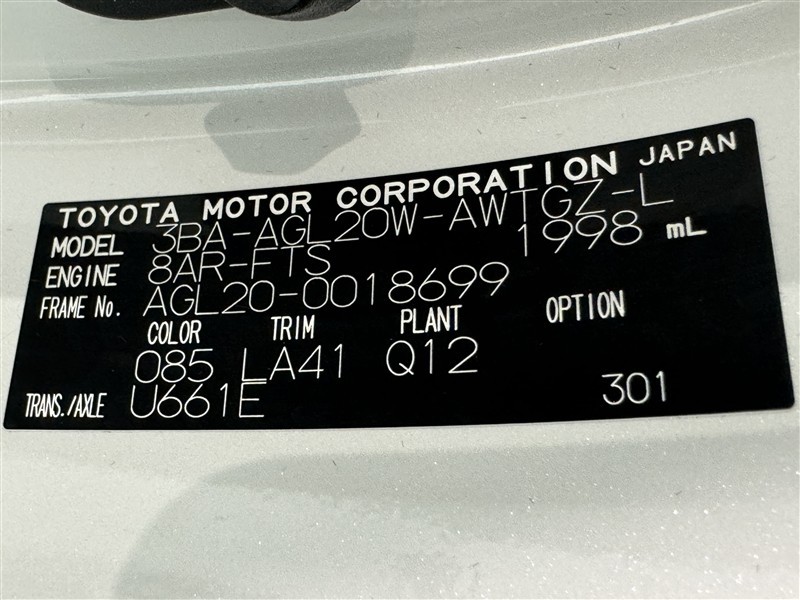 TOYOTA MOTOR CORPORATION JAPAN
MODEL 3BA-AGL20W-AWTGZ-L
ENGINE 8AR-FTS 1998 mL
FRAME No. AGL20-0018699
COLOR TRIM PLANT OPTION
085 LA41 Q12
TRANS./AXLE U661E 301